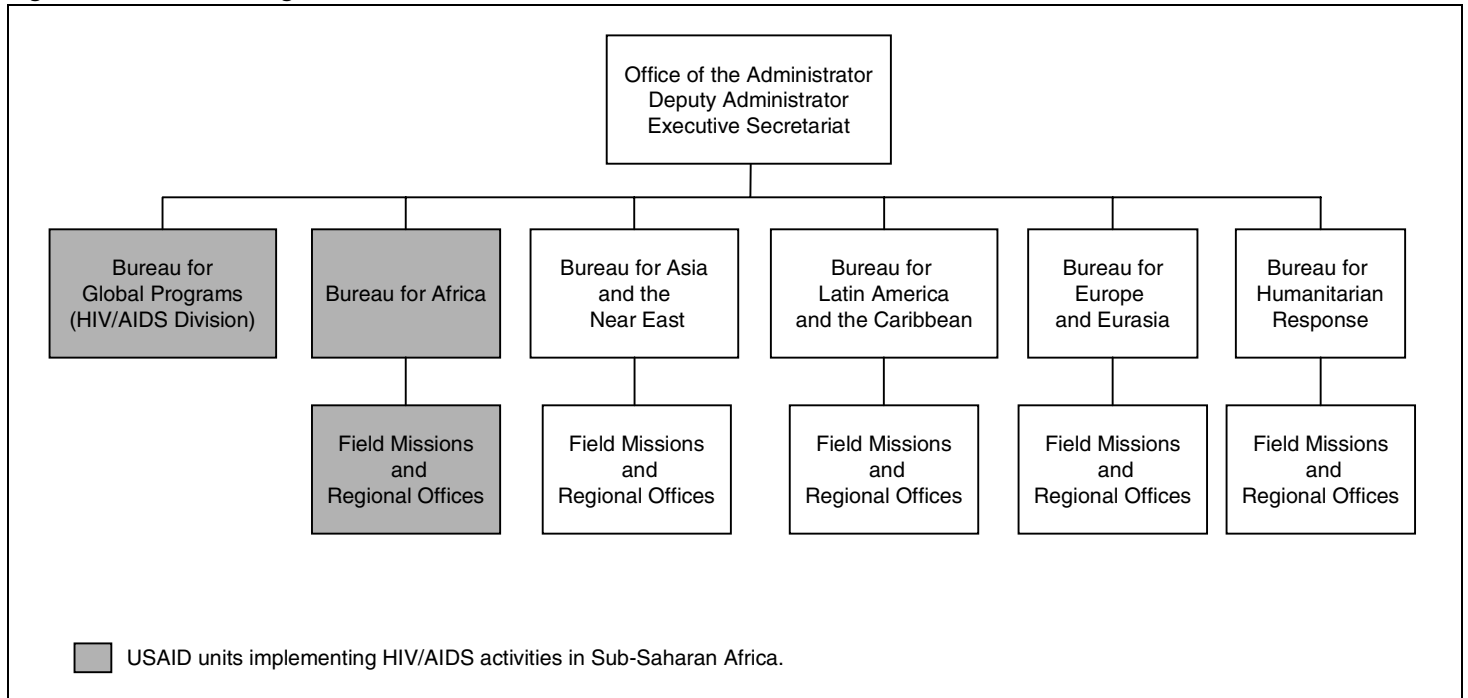 Office of the Administrator
Deputy Administrator
Executive Secretariat
Bureau for
Global Programs
(HIV/AIDS Division)
Bureau for Africa
Bureau for Asia
and the
Near East
Bureau for
Latin America
and the Caribbean
Bureau for
Europe
and Eurasia
Bureau for
Humanitarian
Response
Field Missions
and
Regional Offices
Field Missions
and
Regional Offices
Field Missions
and
Regional Offices
Field Missions
and
Regional Offices
Field Missions
and
Regional Offices
USAID units implementing HIV/AIDS activities in Sub-Saharan Africa.